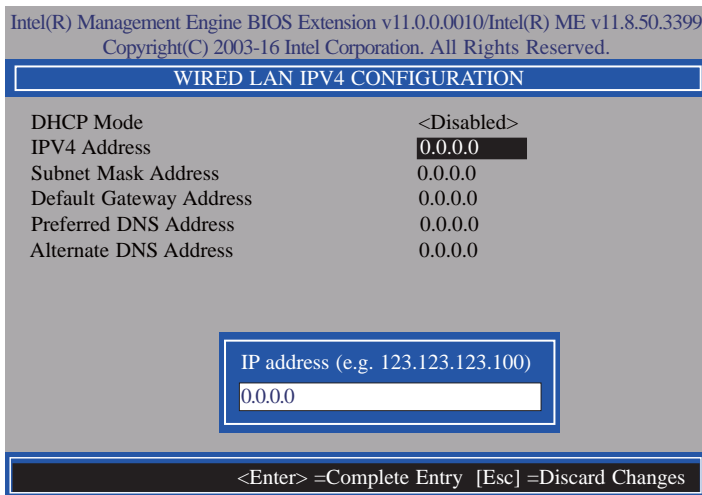 Intel(R) Management Engine BIOS Extension v11.0.0.0010/Intel(R) ME v11.8.50.3399
Copyright(C) 2003-16 Intel Corporation. All Rights Reserved.
WIRED LAN IPV4 CONFIGURATION
DHCP Mode <Disabled>
IPV4 Address 0.0.0.0
Subnet Mask Address 0.0.0.0
Default Gateway Address 0.0.0.0
Preferred DNS Address 0.0.0.0
Alternate DNS Address 0.0.0.0
IP address (e.g. 123.123.123.100)
0.0.0.0
<Enter> =Complete Entry [Esc] =Discard Changes